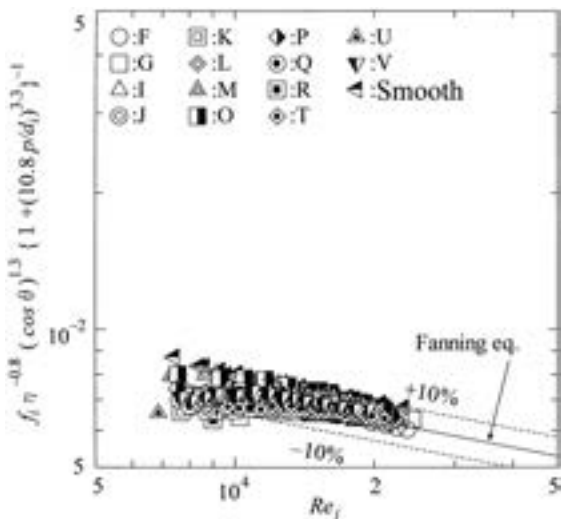 5
:F :K :P :U
:G :L :Q :V
:I :M :R :Smooth
:J :O :T
f_i η^{-0.8} (cos θ)^{1.3} { 1 +(10.8 p/d_i)^{3.3} }^{-1}
Fanning eq.
10^{-2}
+10%
−10%
5
5 10^4 2 5
Re_i